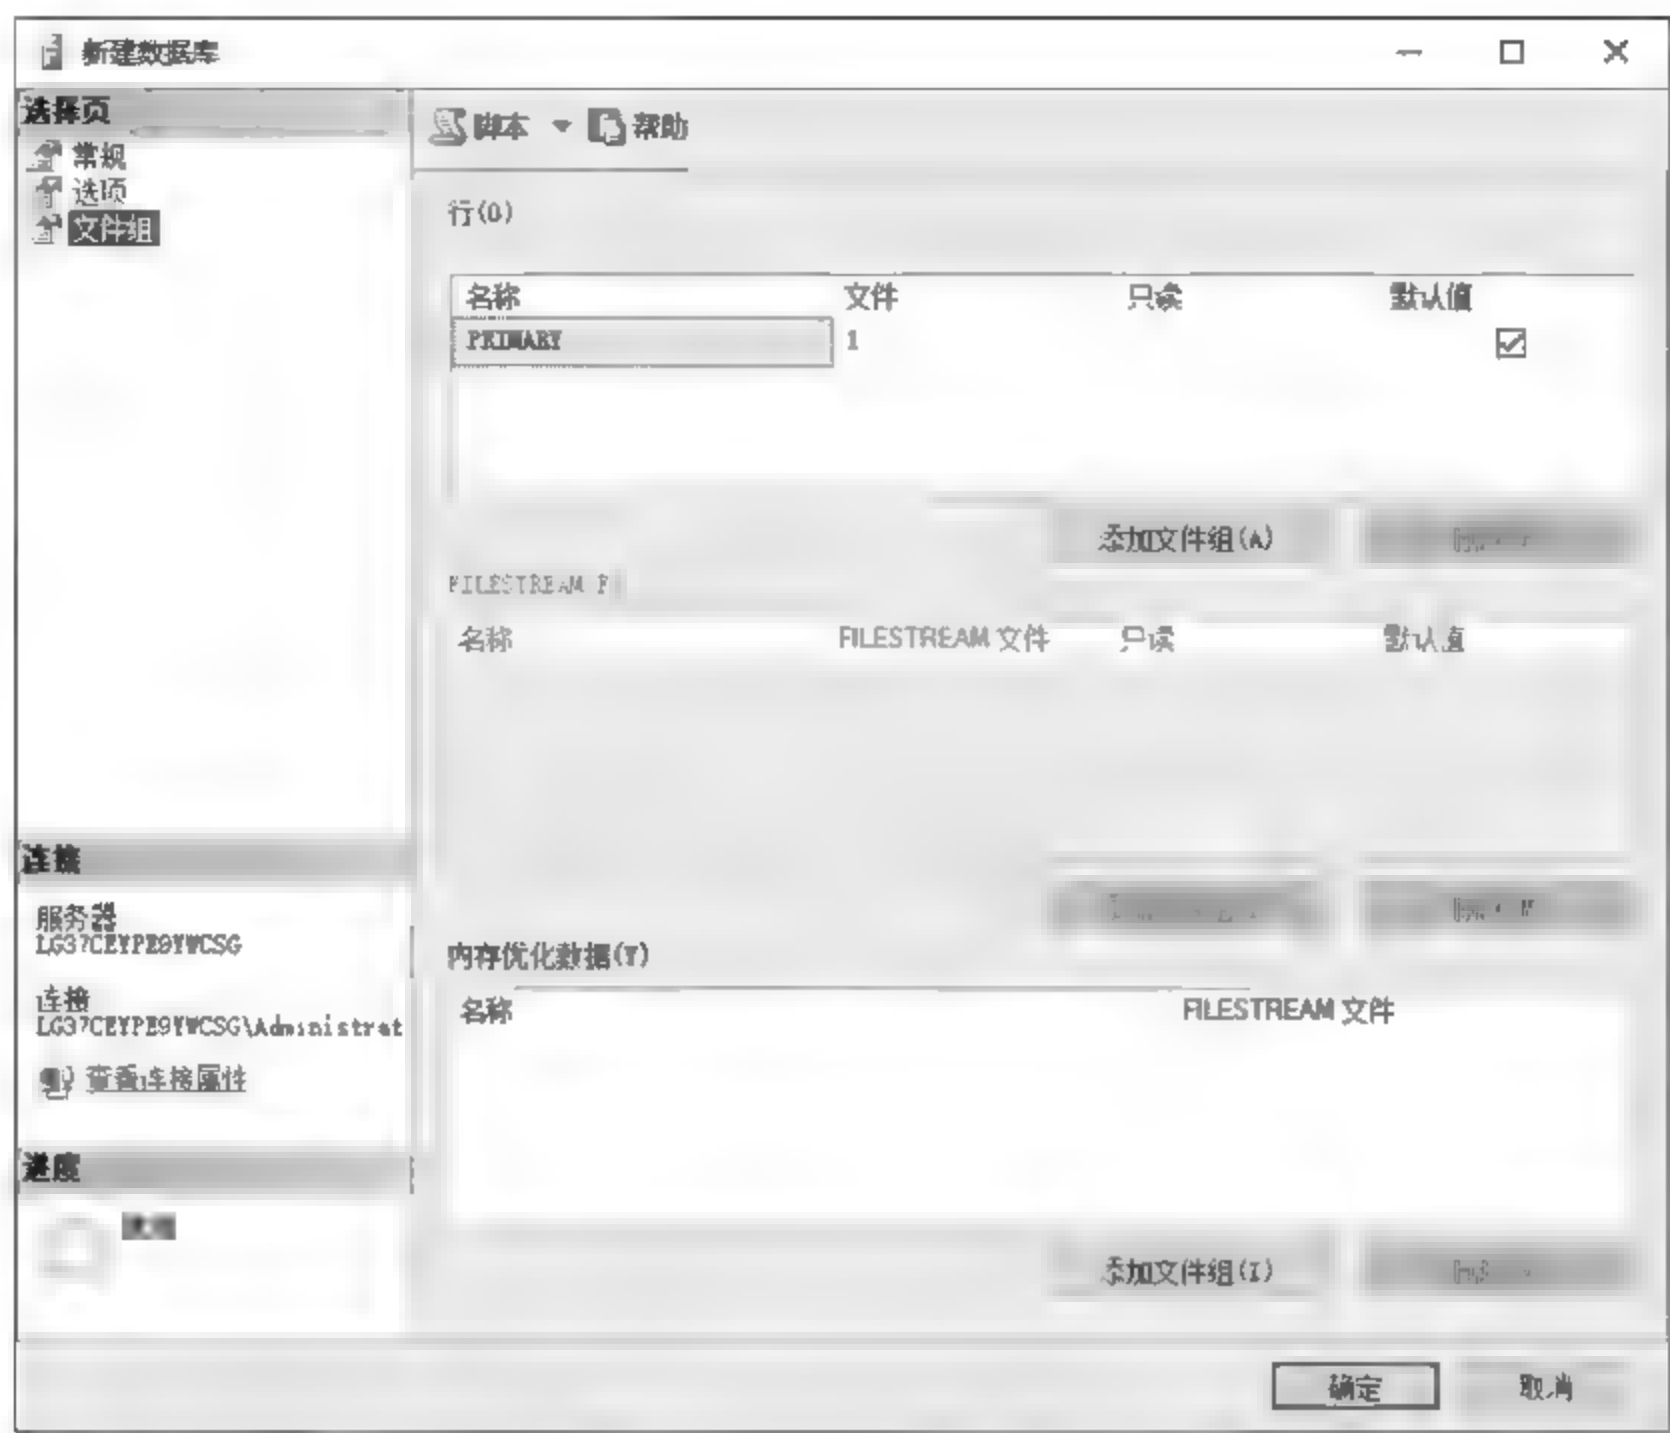 新建数据库
选择页
常规
选项
文件组
脚本 帮助
行(O)
名称 文件 只读 默认值
PRIMARY 1
添加文件组(A)
FILESTREAM
名称 FILESTREAM 文件 只读 默认值
连接
服务器
LG37CEYPE9YWCSG
连接
LG37CEYPE9YWCSG\Administrat
查看连接属性
内存优化数据(Y)
名称 FILESTREAM 文件
进度
添加文件组(I)
确定 取消